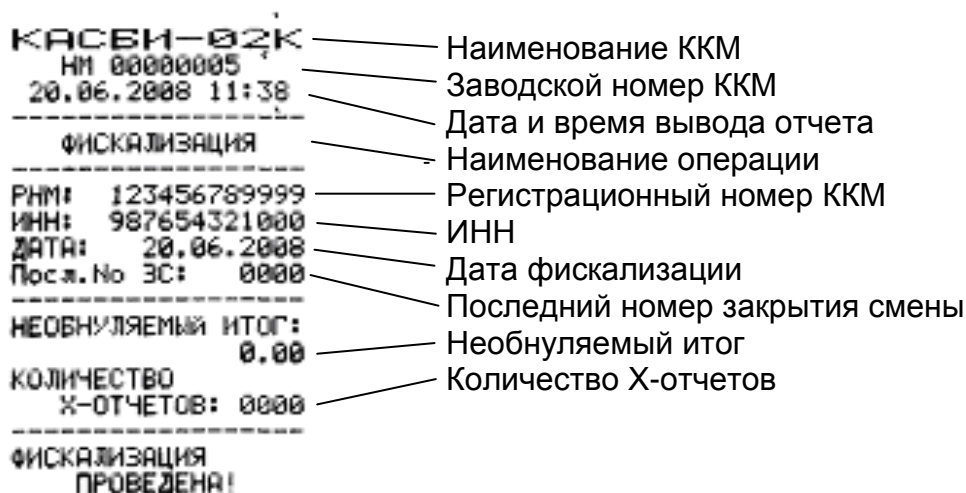 КАСБИ-02К
НМ 00000005
20.06.2008 11:38
ФИСКАЛИЗАЦИЯ
РНМ: 123456789999
ИНН: 987654321000
ДАТА: 20.06.2008
Посл.No ЗС: 0000
НЕОБНУЛЯЕМЫЙ ИТОГ:
0.00
КОЛИЧЕСТВО
X-ОТЧЕТОВ: 0000
ФИСКАЛИЗАЦИЯ
ПРОВЕДЕНА!
Наименование ККМ
Заводской номер ККМ
Дата и время вывода отчета
Наименование операции
Регистрационный номер ККМ
ИНН
Дата фискализации
Последний номер закрытия смены
Необнуляемый итог
Количество X-отчетов